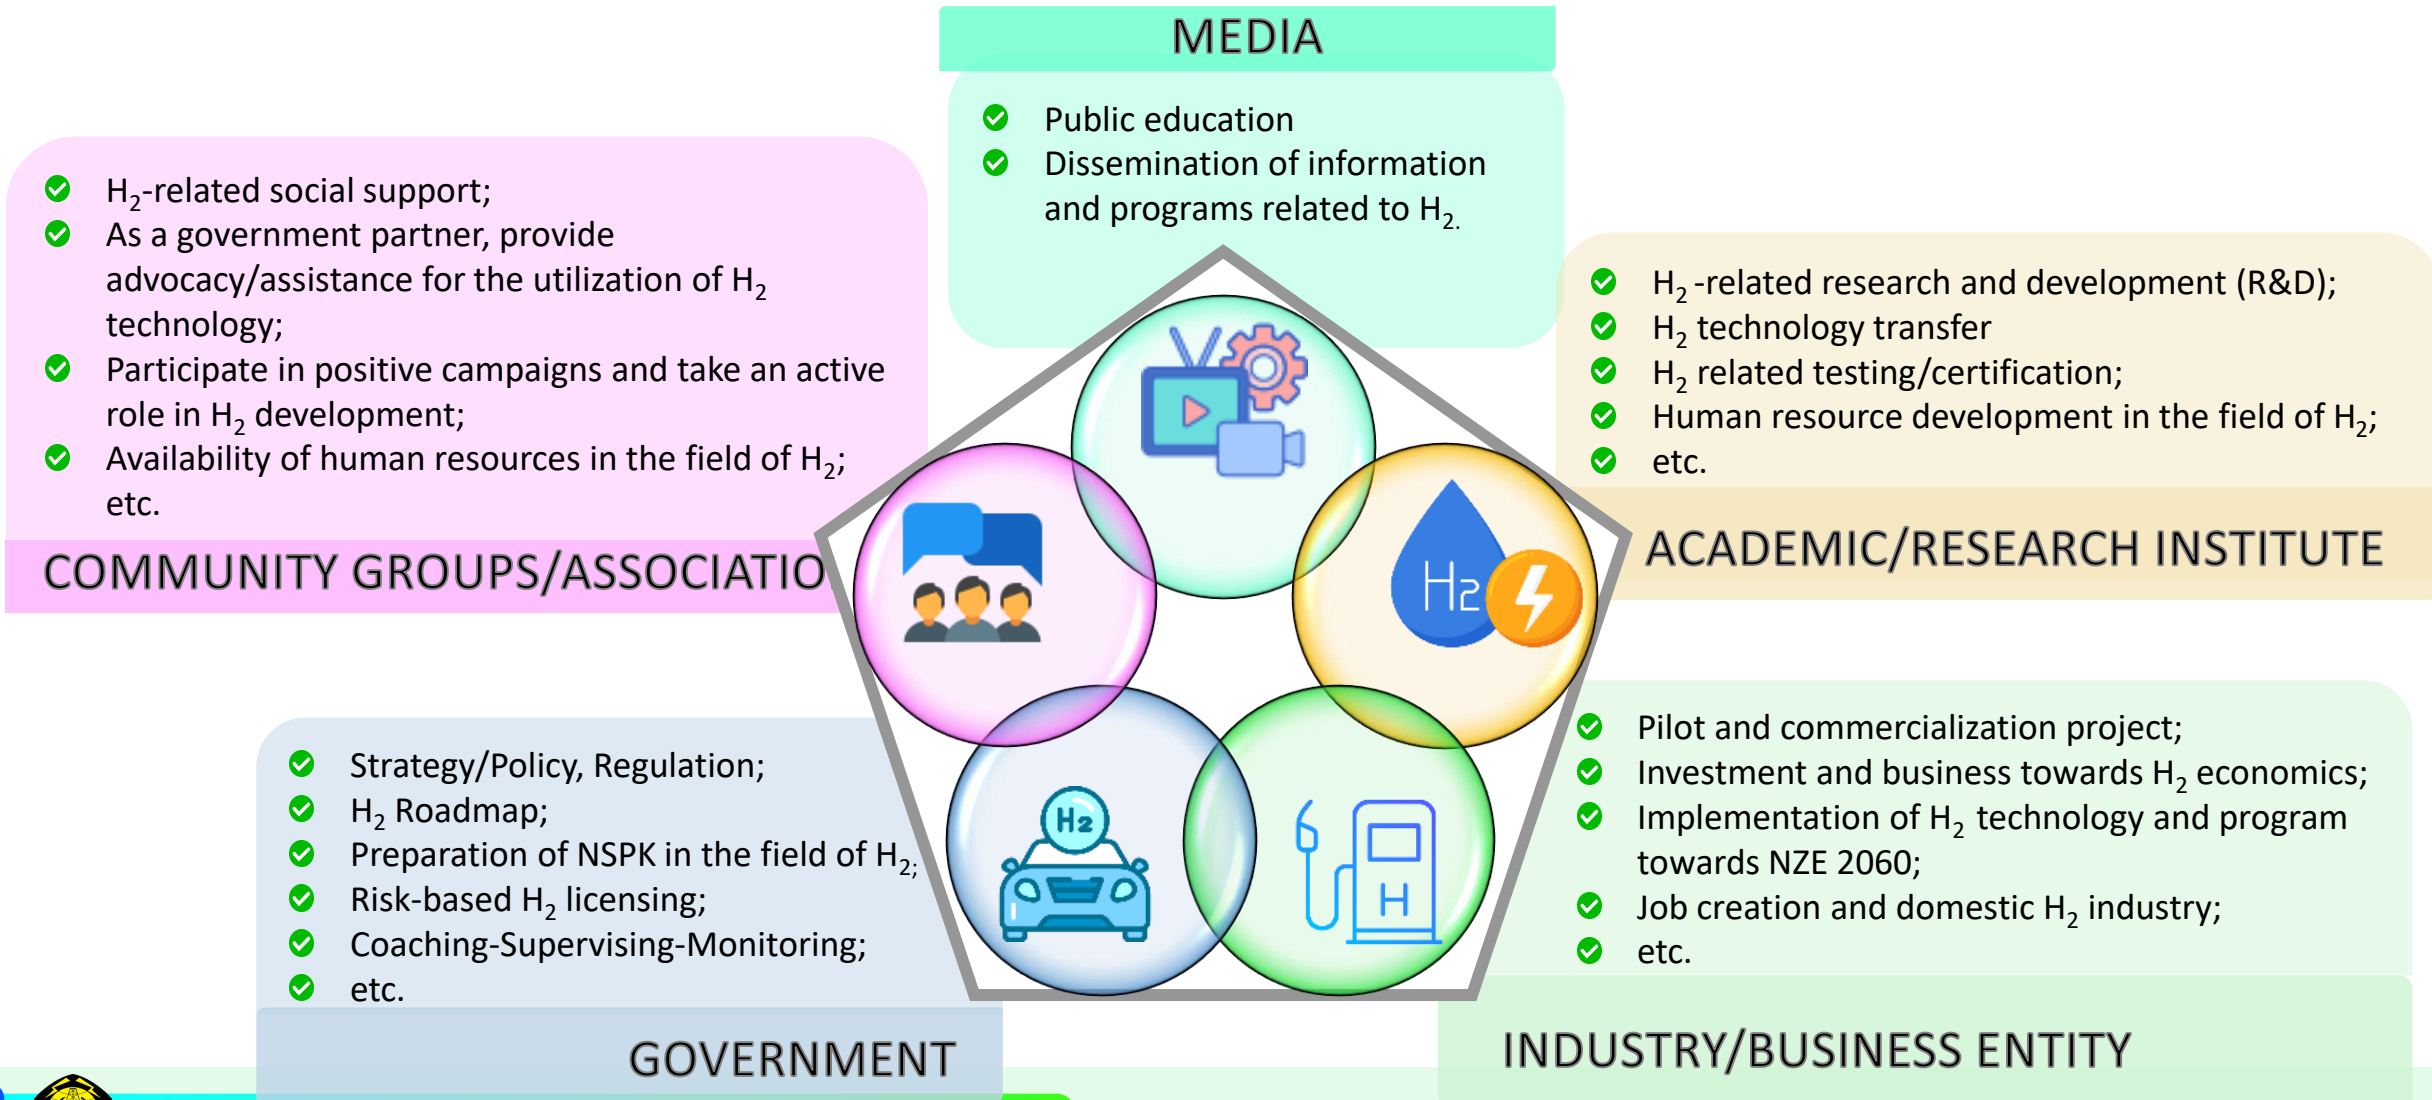 MEDIA
Public education
Dissemination of information
and programs related to H₂.
H₂-related social support;
As a government partner, provide
advocacy/assistance for the utilization of H₂
technology;
Participate in positive campaigns and take an active
role in H₂ development;
Availability of human resources in the field of H₂;
etc.
COMMUNITY GROUPS/ASSOCIATIO
H₂ -related research and development (R&D);
H₂ technology transfer
H₂ related testing/certification;
Human resource development in the field of H₂;
etc.
ACADEMIC/RESEARCH INSTITUTE
H2
Strategy/Policy, Regulation;
H₂ Roadmap;
Preparation of NSPK in the field of H₂;
Risk-based H₂ licensing;
Coaching-Supervising-Monitoring;
etc.
GOVERNMENT
H2
H
Pilot and commercialization project;
Investment and business towards H₂ economics;
Implementation of H₂ technology and program
towards NZE 2060;
Job creation and domestic H₂ industry;
etc.
INDUSTRY/BUSINESS ENTITY